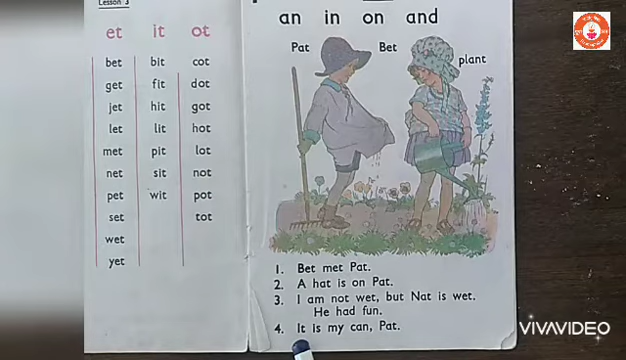 Lesson 3
et it ot
bet bit cot
get fit dot
jet hit got
let lit hot
met pit lot
net sit not
pet wit pot
set tot
wet
yet
an in on and
Pat Bet plant
1. Bet met Pat.
2. A hat is on Pat.
3. I am not wet, but Nat is wet.
He had fun.
4. It is my can, Pat.
VIVAVIDEO